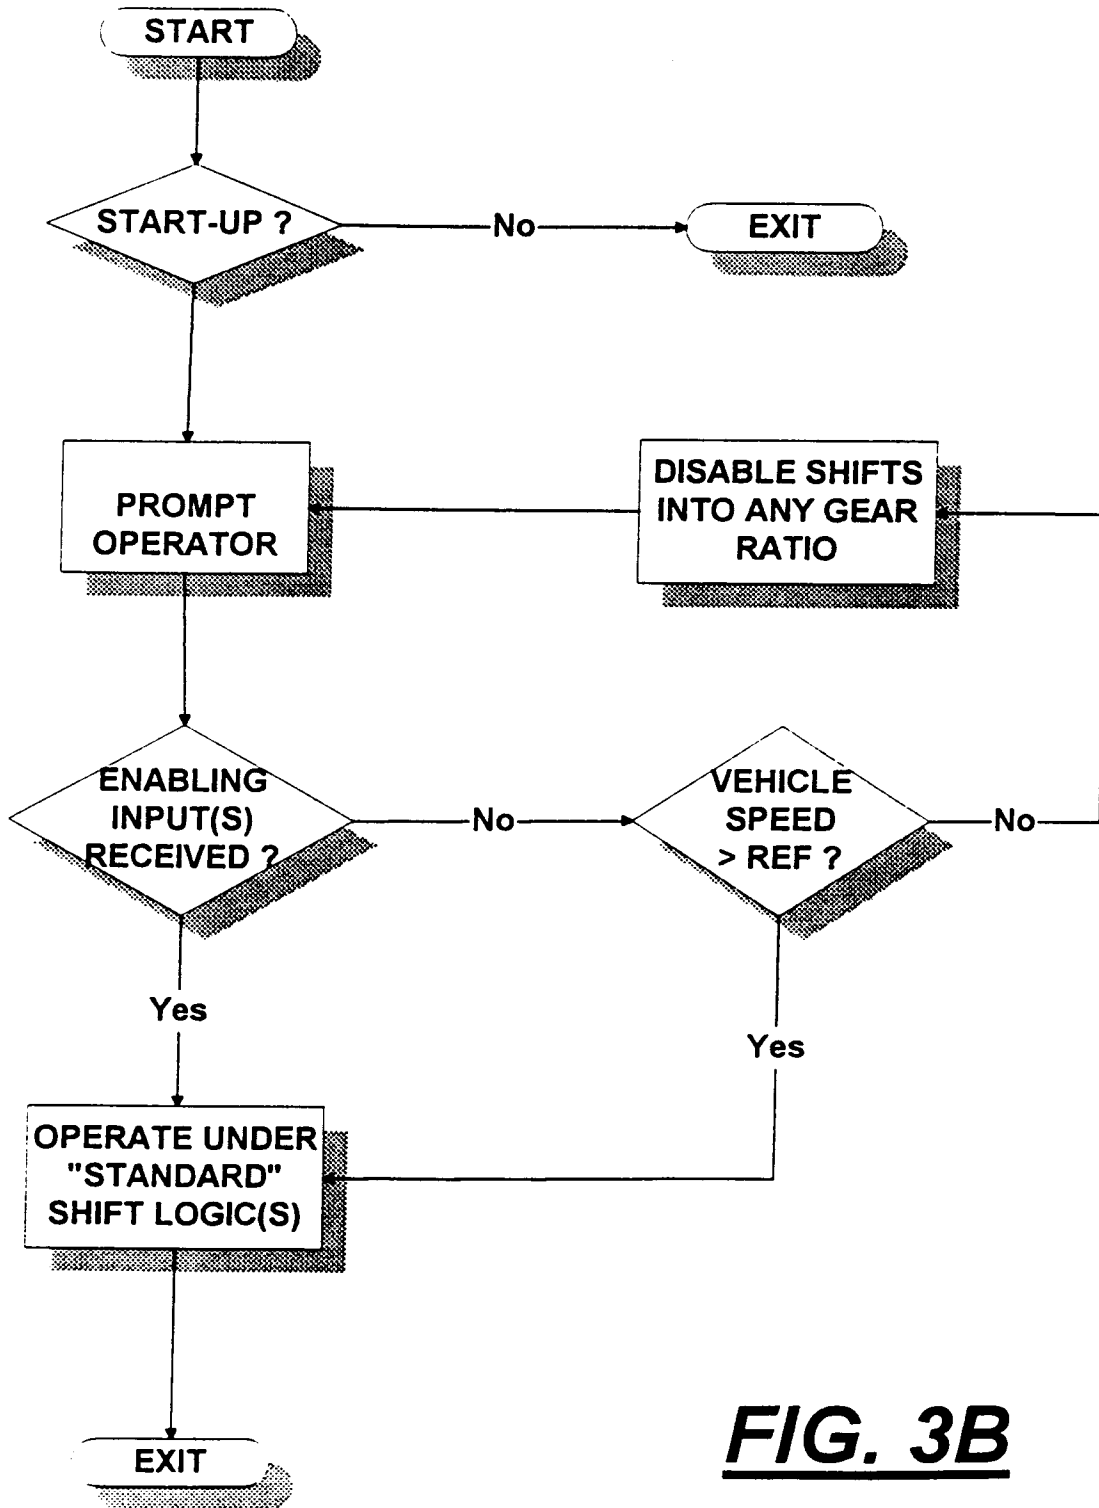 START
START-UP ?
No
EXIT
PROMPT
OPERATOR
DISABLE SHIFTS
INTO ANY GEAR
RATIO
ENABLING
INPUT(S)
RECEIVED ?
No
VEHICLE
SPEED
> REF ?
No
Yes
Yes
OPERATE UNDER
"STANDARD"
SHIFT LOGIC(S)
EXIT
FIG. 3B